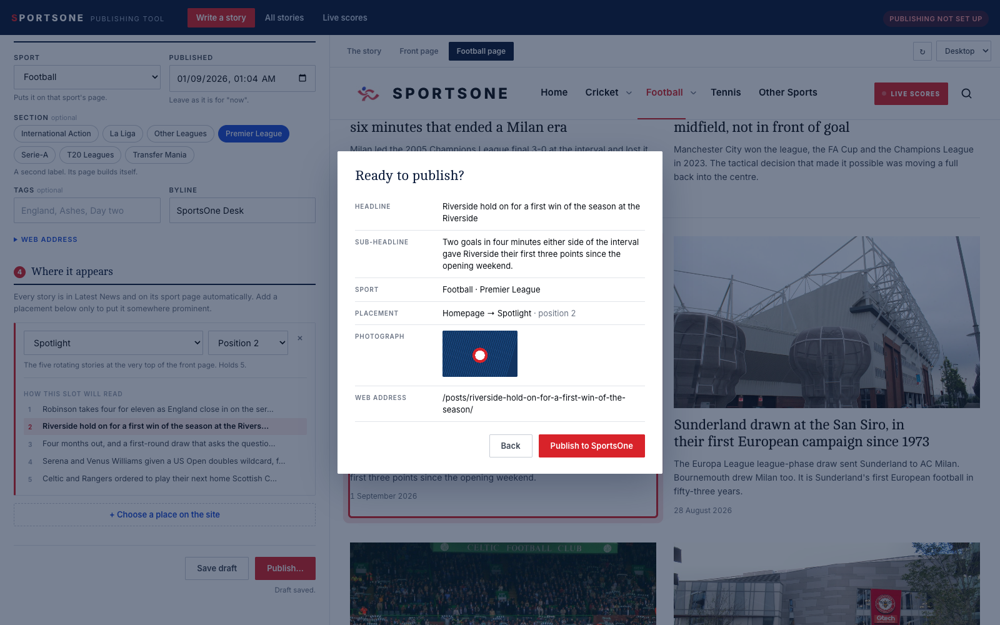 SPORTSONE PUBLISHING TOOL
Write a story
All stories
Live scores
PUBLISHING NOT SET UP
SPORT
PUBLISHED
Football
01/09/2026, 01:04 AM
Puts it on that sport's page.
Leave as it is for "now".
SECTION optional
International Action
La Liga
Other Leagues
Premier League
Serie-A
T20 Leagues
Transfer Mania
A second label. Its page builds itself.
TAGS optional
BYLINE
England, Ashes, Day two
SportsOne Desk
WEB ADDRESS
4 Where it appears
Every story is in Latest News and on its sport page automatically. Add a
placement below only to put it somewhere prominent.
Spotlight
Position 2
×
The five rotating stories at the very top of the front page. Holds 5.
HOW THIS SLOT WILL READ
1 Robinson takes four for eleven as England close in on the ser...
2 Riverside hold on for a first win of the season at the Rivers...
3 Four months out, and a first-round draw that asks the questio...
4 Serena and Venus Williams given a US Open doubles wildcard, f...
5 Celtic and Rangers ordered to play their next home Scottish C...
+ Choose a place on the site
Save draft
Publish...
Draft saved.
The story
Front page
Football page
↻
Desktop
SPORTSONE
Home
Cricket
Football
Tennis
Other Sports
LIVE SCORES
six minutes that ended a Milan era
Milan led the 2005 Champions League final 3-0 at the interval and lost it
midfield, not in front of goal
Manchester City won the league, the FA Cup and the Champions League
in 2023. The tactical decision that made it possible was moving a full
back into the centre.
Ready to publish?
HEADLINE
Riverside hold on for a first win of the season at the
Riverside
SUB-HEADLINE
Two goals in four minutes either side of the interval
gave Riverside their first three points since the
opening weekend.
SPORT
Football · Premier League
PLACEMENT
Homepage → Spotlight · position 2
PHOTOGRAPH
WEB ADDRESS
/posts/riverside-hold-on-for-a-first-win-of-the-
season/
Back
Publish to SportsOne
first three points since the opening weekend.
1 September 2026
Sunderland drawn at the San Siro, in
their first European campaign since 1973
The Europa League league-phase draw sent Sunderland to AC Milan.
Bournemouth drew Milan too. It is Sunderland's first European football in
fifty-three years.
28 August 2026
CELTIC FOOTBALL CLUB
Gtech